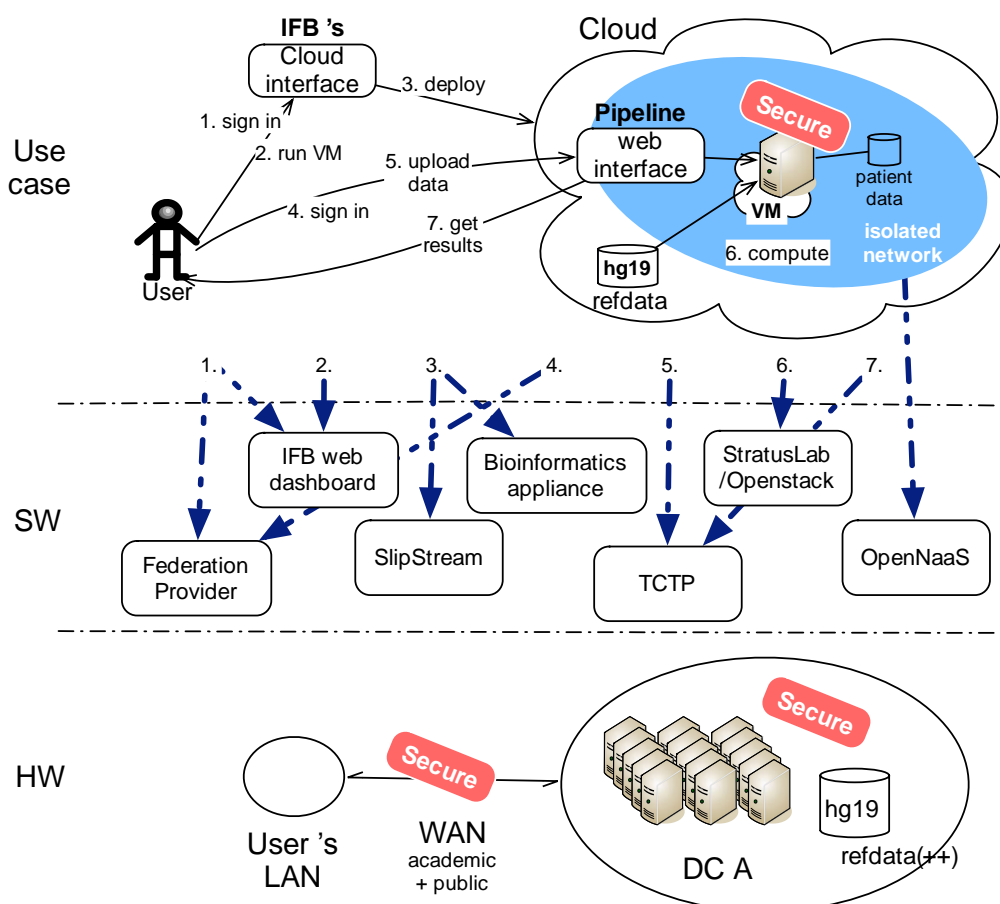 IFB 's
Cloud
interface
Cloud
3. deploy
1. sign in
2. run VM
Pipeline
web
interface
Secure
Use
case
5. upload
data
4. sign in
7. get
results
patient
data
VM
isolated
network
6. compute
hg19
refdata
User
1.
2.
3.
4.
5.
6.
7.
SW
IFB web
dashboard
Bioinformatics
appliance
StratusLab
/Openstack
Federation
Provider
SlipStream
TCTP
OpenNaaS
HW
Secure
Secure
hg19
User 's
LAN
WAN
academic
+ public
DC A
refdata(++)